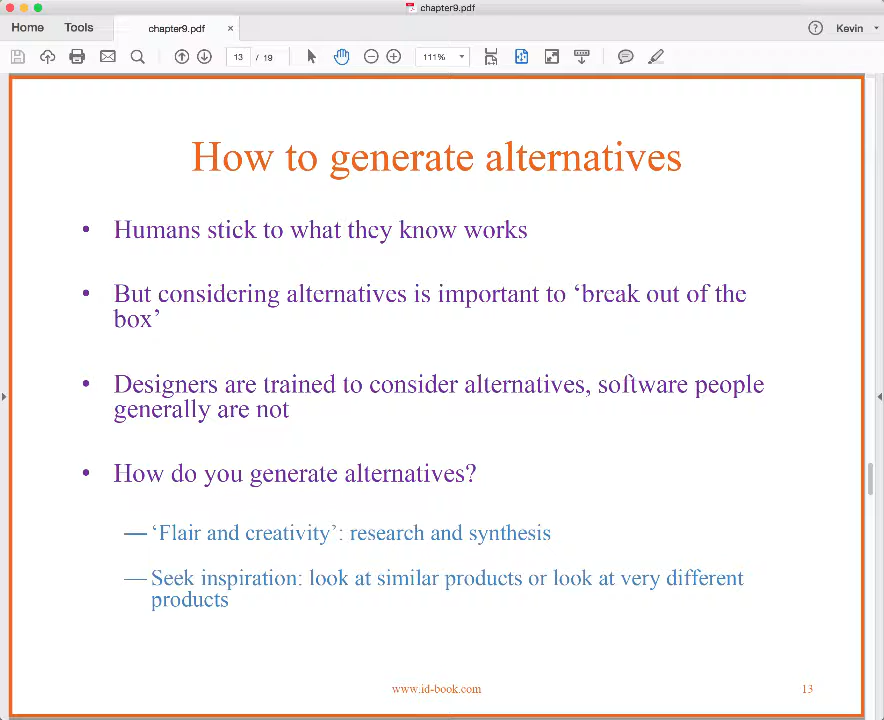 chapter9.pdf
Home Tools chapter9.pdf × ? Kevin
13 / 19 111%
How to generate alternatives
• Humans stick to what they know works
• But considering alternatives is important to ‘break out of the
box’
• Designers are trained to consider alternatives, software people
generally are not
• How do you generate alternatives?
— ‘Flair and creativity’: research and synthesis
— Seek inspiration: look at similar products or look at very different
products
www.id-book.com 13